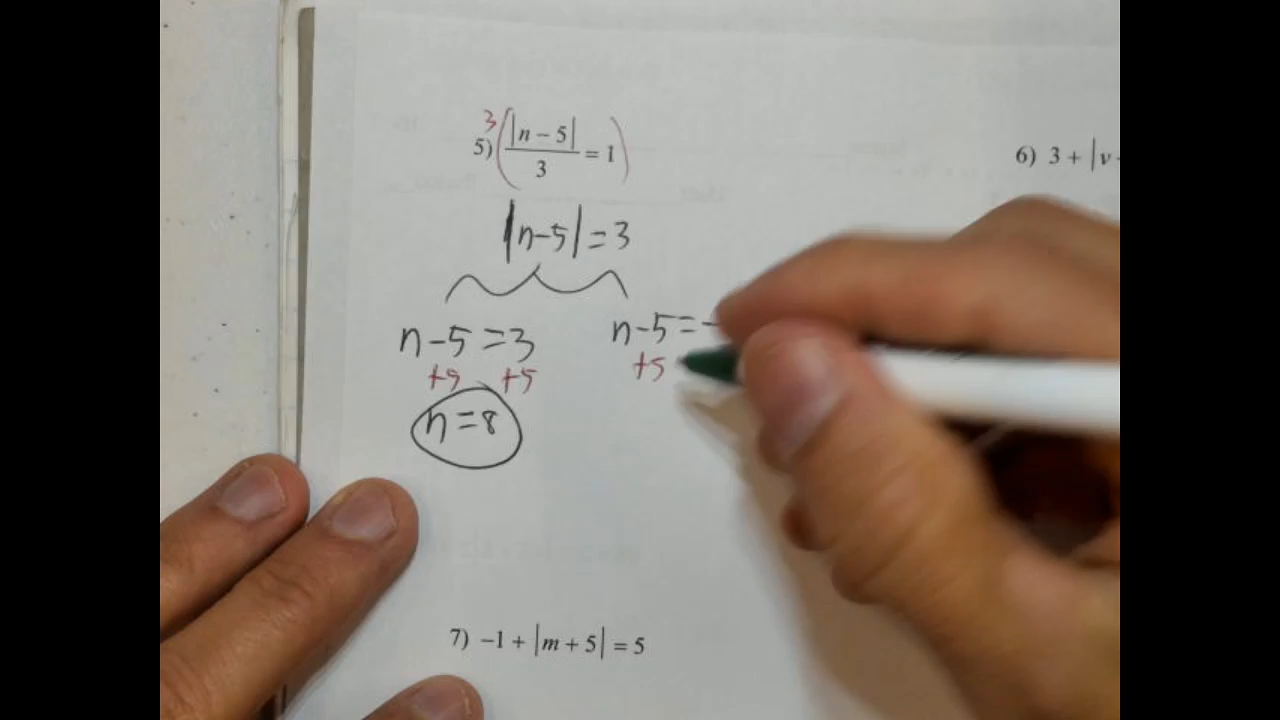 3
5) |n − 5| / 3 = 1
6) 3 + |v
|n-5| = 3
n-5=3
n-5=-
+5 +5
+5
n=8
7) −1 + |m + 5| = 5